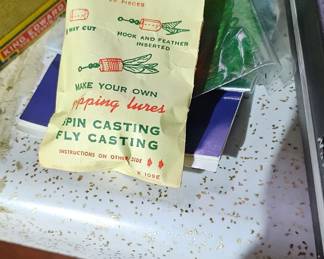 PIECES
CUT
HOOK AND FEATHER
INSERTED
MAKE YOUR OWN
pping lures
SPIN CASTING
FLY CASTING
INSTRUCTIONS ON OTHER SIDE
KING EDWARD